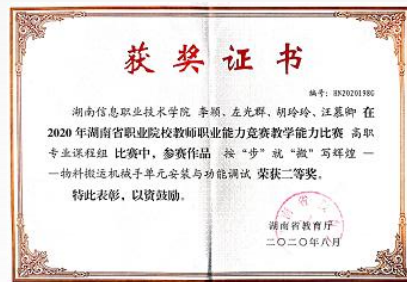 获奖证书
编号：HN2020198G
湖南信息职业技术学院 李颖、左光群、胡玲玲、汪慕卿 在
2020年湖南省职业院校教师职业能力竞赛教学能力比赛 高职
专业课程组 比赛中，参赛作品 按“步”就“搬”写辉煌 —
—物料搬运机械手单元安装与功能调试 荣获二等奖。
特此表彰，以资鼓励。
湖南省教育厅
二〇二〇年八月